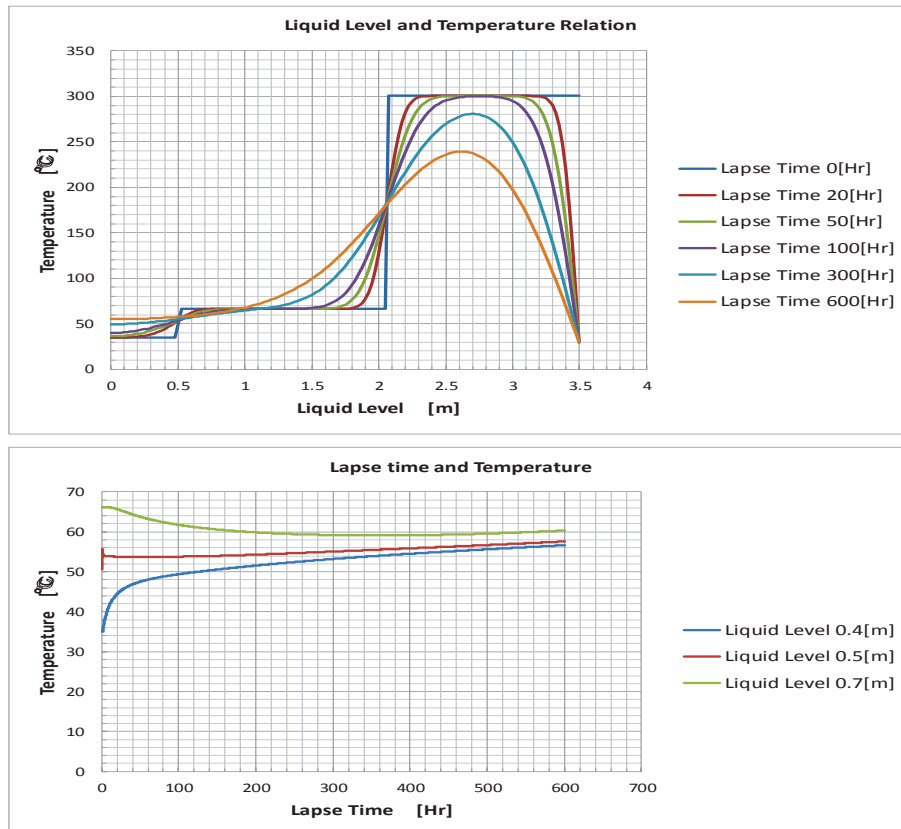 Liquid Level and Temperature Relation
350
300
250
200
150
100
50
0
Temperature [℃]
0 0.5 1 1.5 2 2.5 3 3.5 4
Liquid Level [m]
Lapse Time 0[Hr]
Lapse Time 20[Hr]
Lapse Time 50[Hr]
Lapse Time 100[Hr]
Lapse Time 300[Hr]
Lapse Time 600[Hr]
Lapse time and Temperature
70
60
50
40
30
20
10
0
Temperature [℃]
0 100 200 300 400 500 600 700
Lapse Time [Hr]
Liquid Level 0.4[m]
Liquid Level 0.5[m]
Liquid Level 0.7[m]